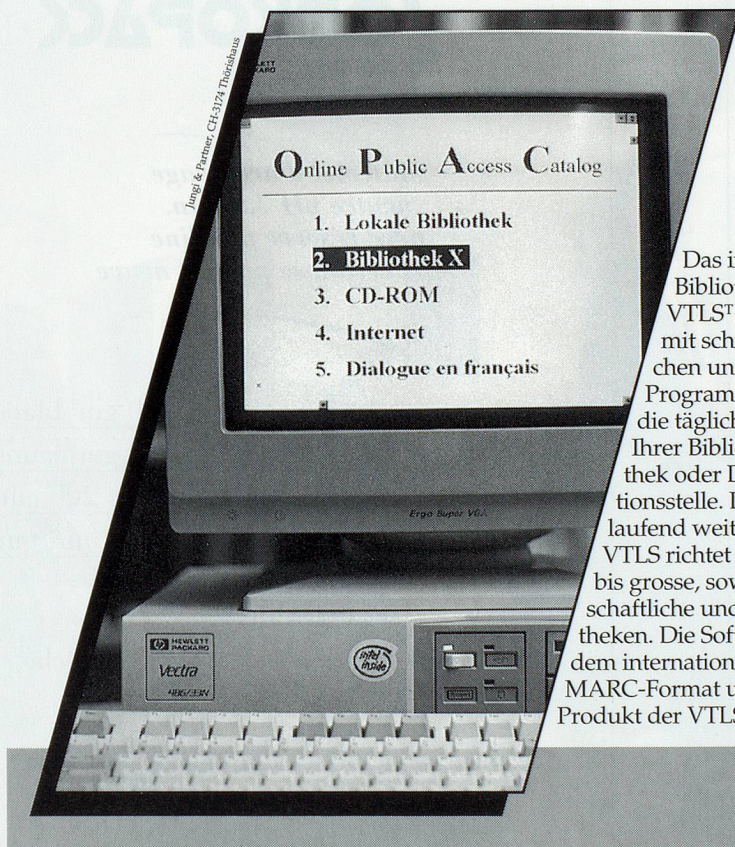 Jungi & Partner, CH-3174 Thörishaus
Online Public Access Catalog
1. Lokale Bibliothek
2. Bibliothek X
3. CD-ROM
4. Internet
5. Dialogue en français
Ergo Super VGA
HEWLETT
PACKARD
Vectra
486/33N
intel
inside
Das i
Biblio
VTLS™
mit sch
chen un
Program
die täglich
Ihrer Bibli
thek oder D
tionsstelle. D
laufend weit
VTLS richtet
bis grosse, sow
schaftliche und
theken. Die Sof
dem internation
MARC-Format u
Produkt der VTLS